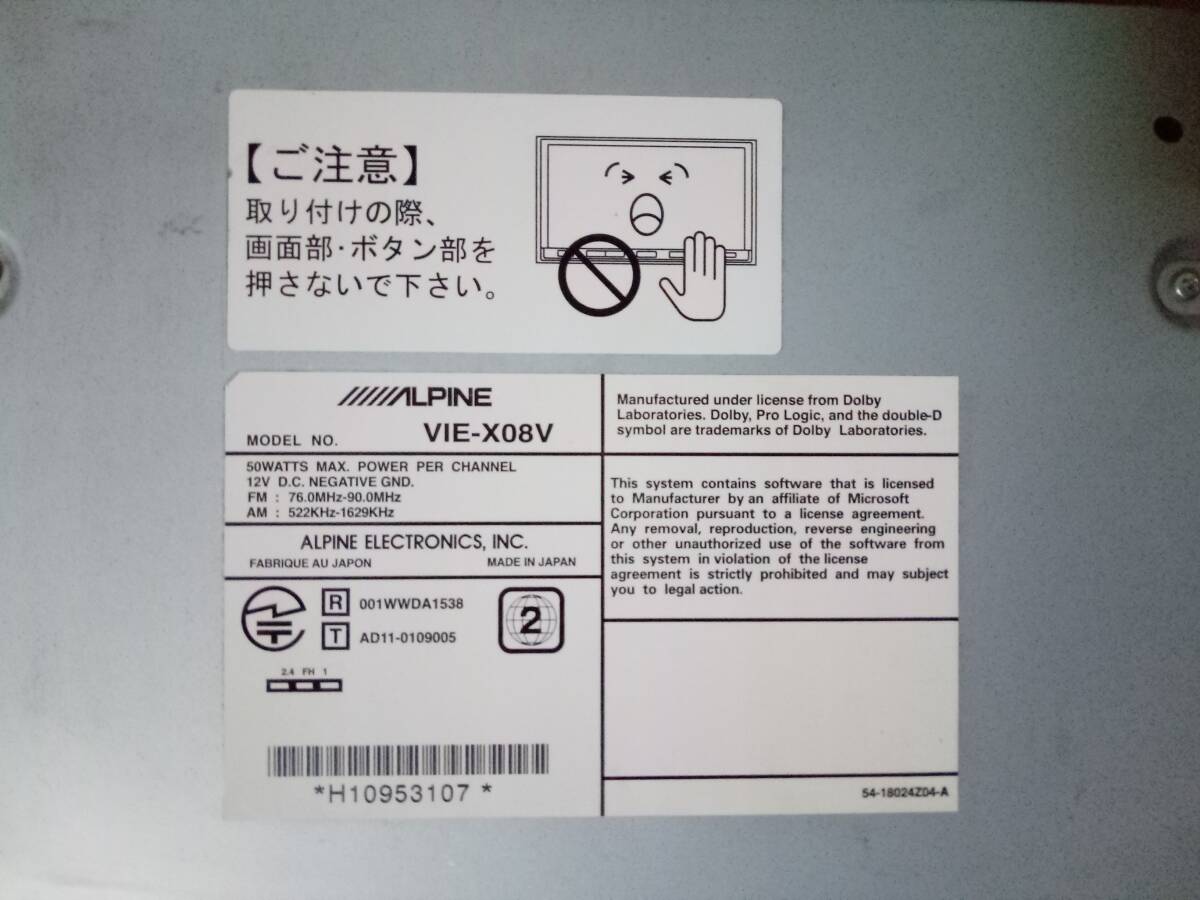 【ご注意】
取り付けの際、
画面部・ボタン部を
押さないで下さい。
ALPINE
MODEL NO. VIE-X08V
50WATTS MAX. POWER PER CHANNEL
12V D.C. NEGATIVE GND.
FM : 76.0MHz-90.0MHz
AM : 522KHz-1629KHz
ALPINE ELECTRONICS, INC.
FABRIQUE AU JAPON MADE IN JAPAN
R 001WWDA1538
T AD11-0109005
2
2.4 FH 1
*H10953107*
Manufactured under license from Dolby
Laboratories. Dolby, Pro Logic, and the double-D
symbol are trademarks of Dolby Laboratories.
This system contains software that is licensed
to Manufacturer by an affiliate of Microsoft
Corporation pursuant to a license agreement.
Any removal, reproduction, reverse engineering
or other unauthorized use of the software from
this system in violation of the license
agreement is strictly prohibited and may subject
you to legal action.
54-18024Z04-A